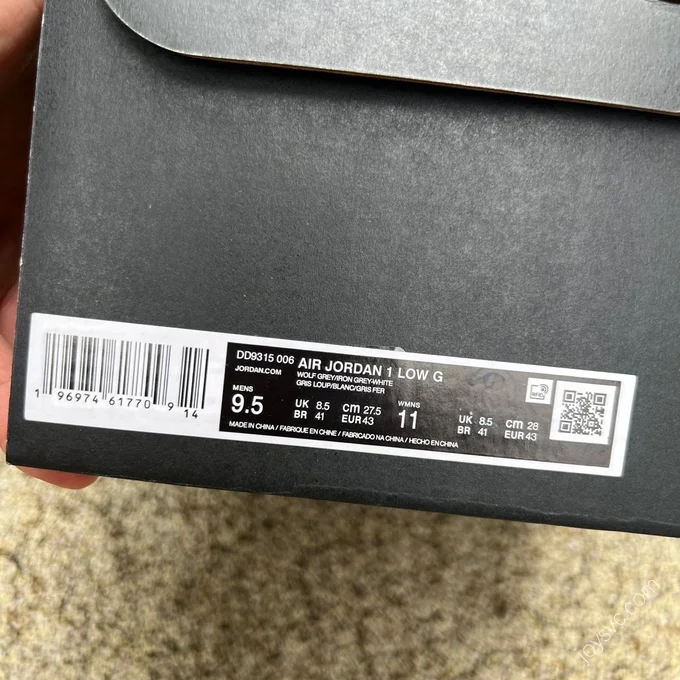 DD9315 006 AIR JORDAN 1 LOW G
JORDAN.COM
WOLF GREY/IRON GREY-WHITE
GRIS LOUP/BLANC/GRIS FER
MENS
9.5
UK 8.5
BR 41
cm 27.5
EUR 43
WMNS
11
UK 8.5
BR 41
cm 28
EUR 43
MADE IN CHINA / FABRIQUE EN CHINE / FABRICADO NA CHINA / HECHO EN CHINA
RFID
1 96974 61770 9 14
joysvc.com